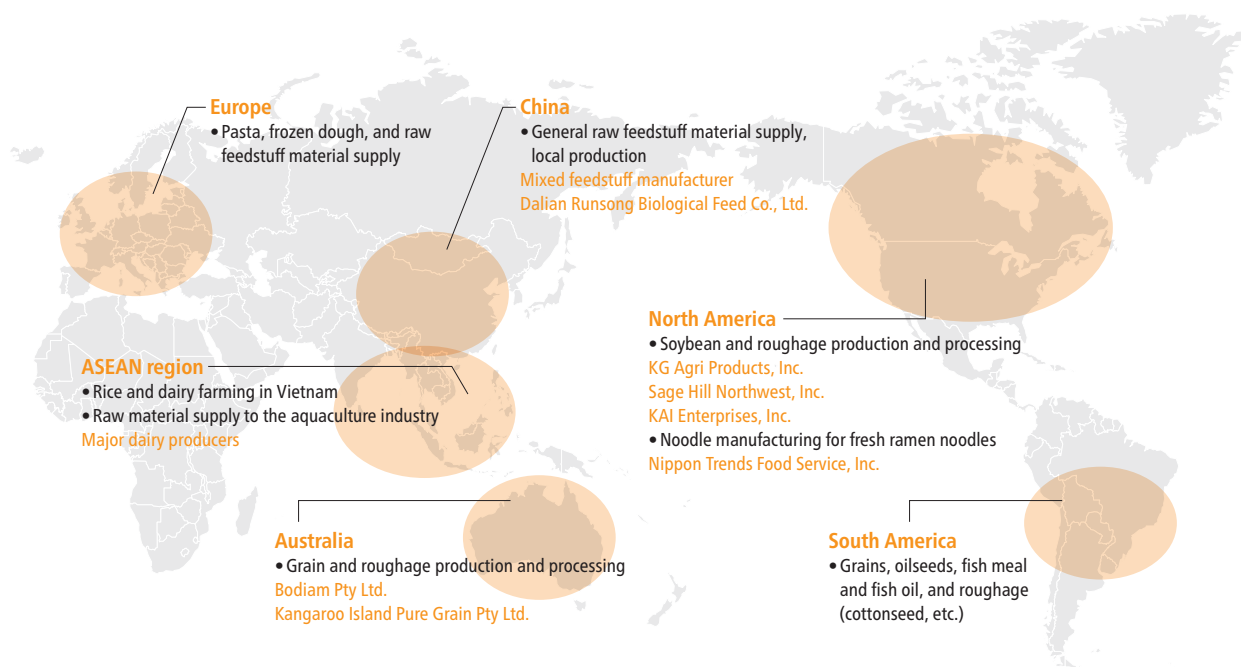 Europe
• Pasta, frozen dough, and raw
feedstuff material supply
China
• General raw feedstuff material supply,
local production
Mixed feedstuff manufacturer
Dalian Runsong Biological Feed Co., Ltd.
North America
• Soybean and roughage production and processing
KG Agri Products, Inc.
Sage Hill Northwest, Inc.
KAI Enterprises, Inc.
• Noodle manufacturing for fresh ramen noodles
Nippon Trends Food Service, Inc.
ASEAN region
• Rice and dairy farming in Vietnam
• Raw material supply to the aquaculture industry
Major dairy producers
Australia
• Grain and roughage production and processing
Bodiam Pty Ltd.
Kangaroo Island Pure Grain Pty Ltd.
South America
• Grains, oilseeds, fish meal
and fish oil, and roughage
(cottonseed, etc.)